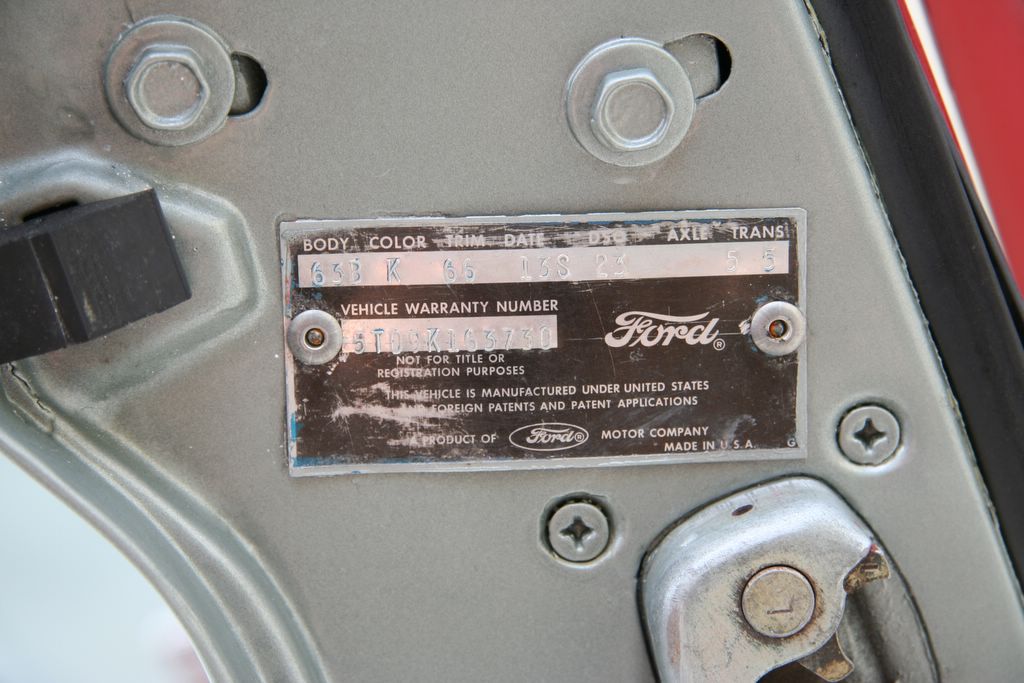 BODY COLOR TRIM DATE DSO AXLE TRANS
63B K 66 13S 23 5 5
VEHICLE WARRANTY NUMBER
5T09K163730
Ford®
NOT FOR TITLE OR
REGISTRATION PURPOSES
THIS VEHICLE IS MANUFACTURED UNDER UNITED STATES
AND FOREIGN PATENTS AND PATENT APPLICATIONS
A PRODUCT OF Ford® MOTOR COMPANY
MADE IN U.S.A. G
L